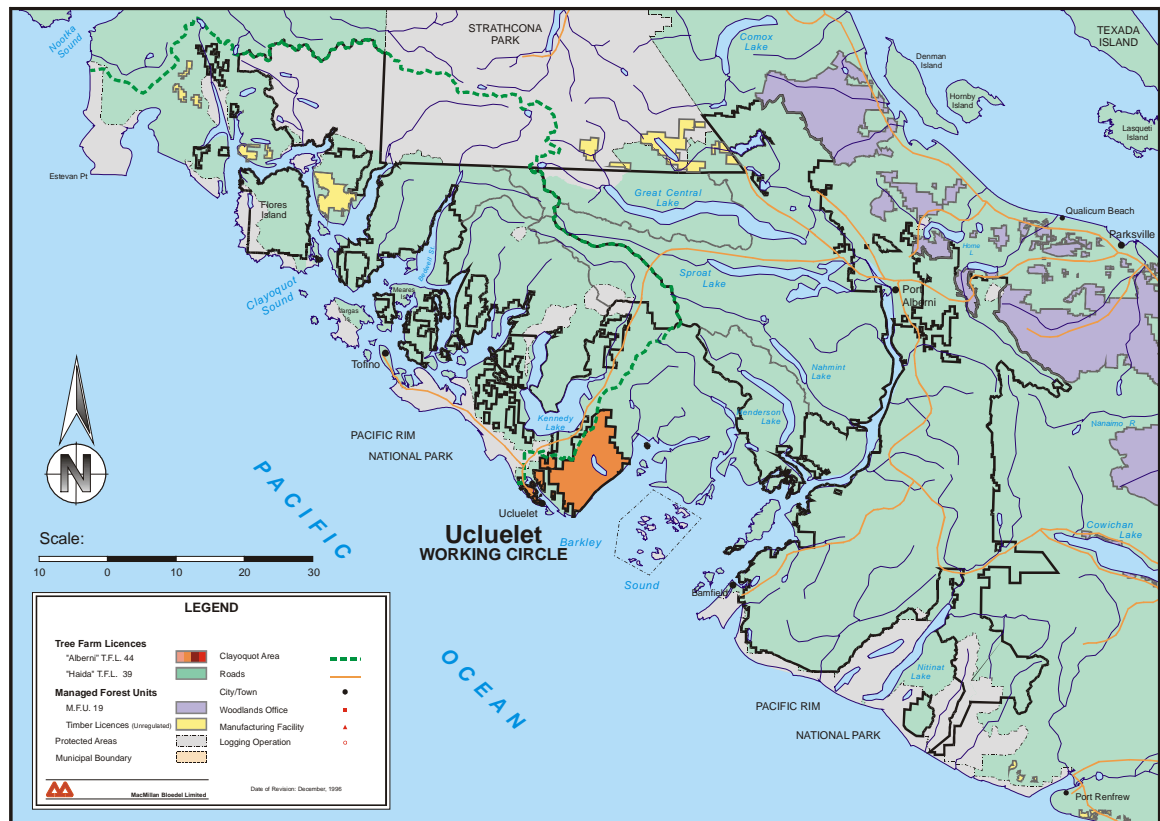 Nootka
Sound
STRATHCONA
PARK
Comox
Lake
TEXADA
ISLAND
Denman
Island
Hornby
Island
Lasqueti
Island
Estevan Pt
Flores
Island
Great Central
Lake
Qualicum Beach
Parksville
Horne
L
Clayoquot
Sound
Bedwell St
Meares
Vargas
Sproat
Lake
Port
Alberni
Tofino
Nahmint
Lake
Kennedy
Lake
Henderson
Lake
Nanaimo R
PACIFIC RIM
NATIONAL PARK
N
Ucluelet
Ucluelet
WORKING CIRCLE
Barkley
Sound
PACIFIC
OCEAN
Cowichan
Lake
Bamfield
Nitinat
Lake
PACIFIC RIM
NATIONAL PARK
Port Renfrew
Scale:
10 0 10 20 30
LEGEND
Tree Farm Licences
"Alberni" T.F.L. 44
"Haida" T.F.L. 39
Managed Forest Units
M.F.U. 19
Timber Licences (Unregulated)
Protected Areas
Municipal Boundary
Clayoquot Area
Roads
City/Town
Woodlands Office
Manufacturing Facility
Logging Operation
MacMillan Bloedel Limited
Date of Revision: December, 1996